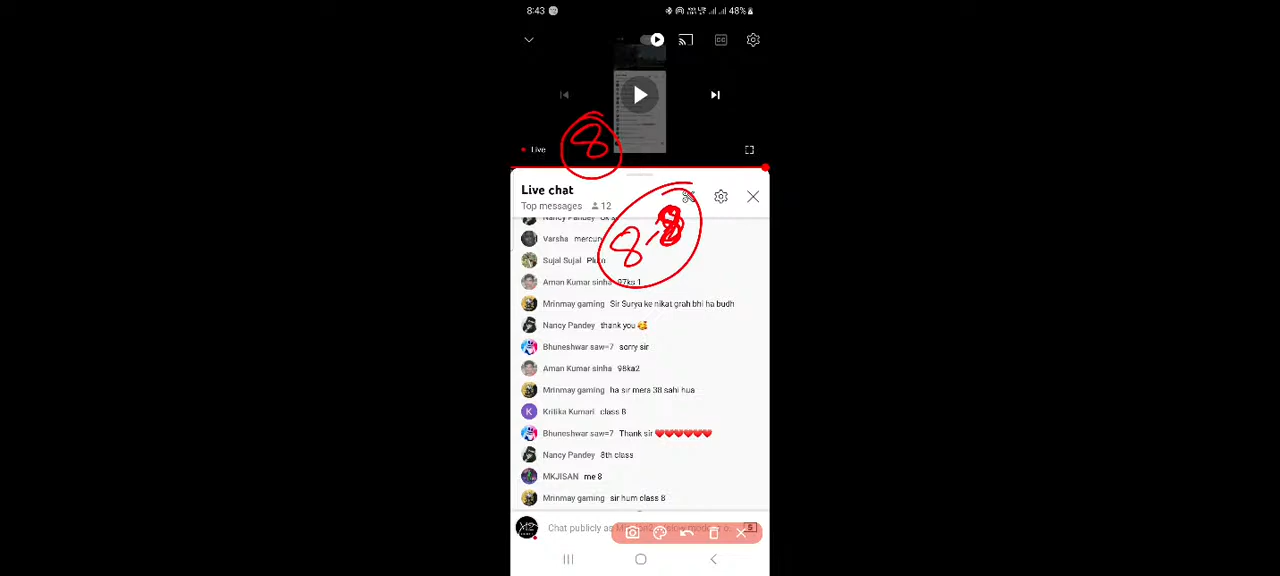 8:43 48%
Live 8
Live chat
Top messages 12
8, 8
Nancy Pandey
Varsha mercury
Sujal Sujal Pluto
Aman Kumar sinha 97ka 1
Mrinmay gaming Sir Surya ke nikat grah bhi ha budh
Nancy Pandey thank you 🥰
Bhuneshwar saw=7 sorry sir
Aman Kumar sinha 98ka2
Mrinmay gaming ha sir mera 38 sahi hua
K Kritika Kumari class 8
Bhuneshwar saw=7 Thank sir ❤️❤️❤️❤️❤️❤️
Nancy Pandey 8th class
MKJISAN me 8
Mrinmay gaming sir hum class 8
Chat publicly as